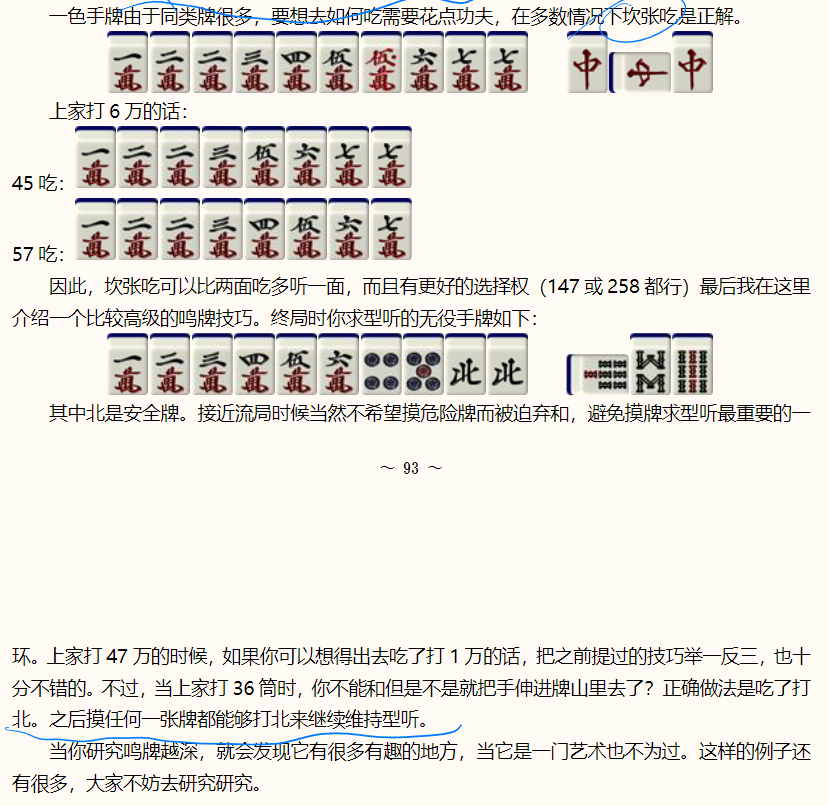 一色手牌由于同类牌很多，要想去如何吃需要花点功夫，在多数情况下坎张吃是正解。
一萬 二萬 二萬 三萬 四萬 伍萬 伍萬 六萬 七萬 七萬 中 中 中
上家打 6 万的话：
45 吃： 一萬 二萬 二萬 三萬 伍萬 六萬 七萬 七萬
57 吃： 一萬 二萬 二萬 三萬 四萬 伍萬 六萬 七萬
因此，坎张吃可以比两面吃多听一面，而且有更好的选择权（147 或 258 都行）最后我在这里
介绍一个比较高级的鸣牌技巧。终局时你求型听的无役手牌如下：
一萬 二萬 三萬 四萬 伍萬 六萬 北 北
其中北是安全牌。接近流局时候当然不希望摸危险牌而被迫弃和，避免摸牌求型听最重要的一
～ 93 ～
环。上家打 47 万的时候，如果你可以想得出去吃了打 1 万的话，把之前提过的技巧举一反三，也十
分不错的。不过，当上家打 36 筒时，你不能和但是不是就把手伸进牌山里去了？正确做法是吃了打
北。之后摸任何一张牌都能够打北来继续维持型听。
当你研究鸣牌越深，就会发现它有很多有趣的地方，当它是一门艺术也不为过。这样的例子还
有很多，大家不妨去研究研究。